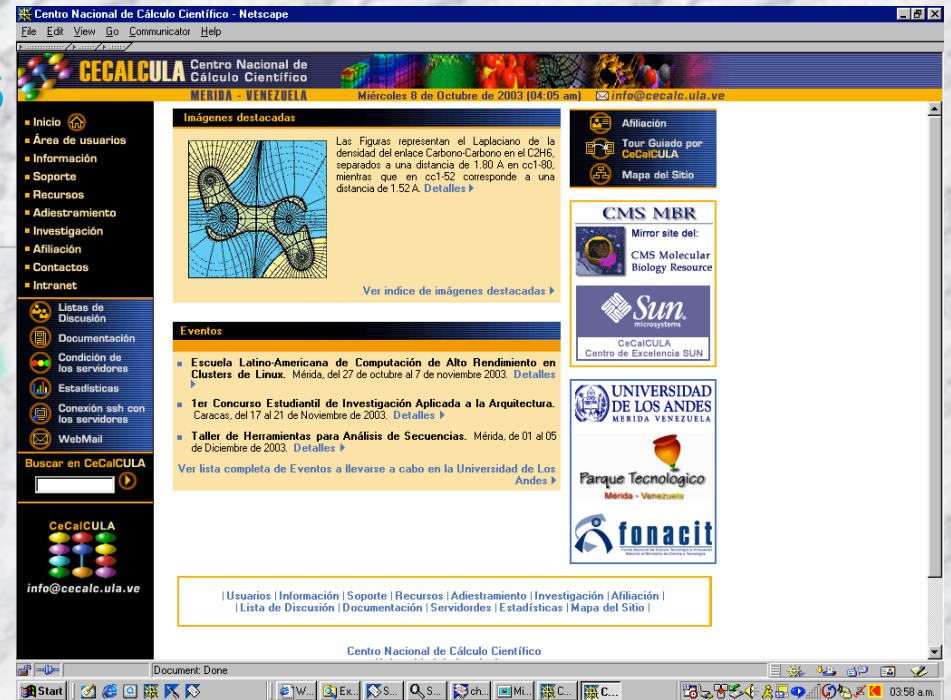 Centro Nacional de Cálculo Científico - Netscape
File Edit View Go Communicator Help
CECALCULA Centro Nacional de
Cálculo Científico
MERIDA - VENEZUELA
Miércoles 8 de Octubre de 2003 (04:05 am)
info@cecalc.ula.ve
Inicio
Área de usuarios
Información
Soporte
Recursos
Adiestramiento
Investigación
Afiliación
Contactos
Intranet
Listas de
Discusión
Documentación
Condición de
los servidores
Estadísticas
Conexión ssh con
los servidores
WebMail
Buscar en CeCalCULA
CeCalCULA
info@cecalc.ula.ve
Imágenes destacadas
Las Figuras representan el Laplaciano de la
densidad del enlace Carbono-Carbono en el C2H6,
separados a una distancia de 1.80 A en cc1-80,
mientras que en cc1-52 corresponde a una
distancia de 1.52 A. Detalles
Ver indice de imágenes destacadas
Eventos
Escuela Latino-Americana de Computación de Alto Rendimiento en
Clusters de Linux. Mérida, del 27 de octubre al 7 de noviembre 2003. Detalles
1er Concurso Estudiantil de Investigación Aplicada a la Arquitectura.
Caracas, del 17 al 21 de Noviembre de 2003. Detalles
Taller de Herramientas para Análisis de Secuencias. Mérida, de 01 al 05
de Diciembre de 2003. Detalles
Ver lista completa de Eventos a llevarse a cabo en la Universidad de Los
Andes
Afiliación
Tour Guiado por
CeCalCULA
Mapa del Sitio
CMS MBR
Mirror site del:
CMS Molecular
Biology Resource
Sun
microsystems
CeCalCULA
Centro de Excelencia SUN
UNIVERSIDAD
DE LOS ANDES
MERIDA VENEZUELA
Parque Tecnológico
Mérida - Venezuela
fonacit
| Usuarios | Información | Soporte | Recursos | Adiestramiento | Investigación | Afiliación |
| Lista de Discusión | Documentación | Servidordes | Estadísticas | Mapa del Sitio |
Centro Nacional de Cálculo Científico
Document: Done
Start
W...
Ex...
S...
S...
ch...
Mi...
C...
C...
03:58 a.m.